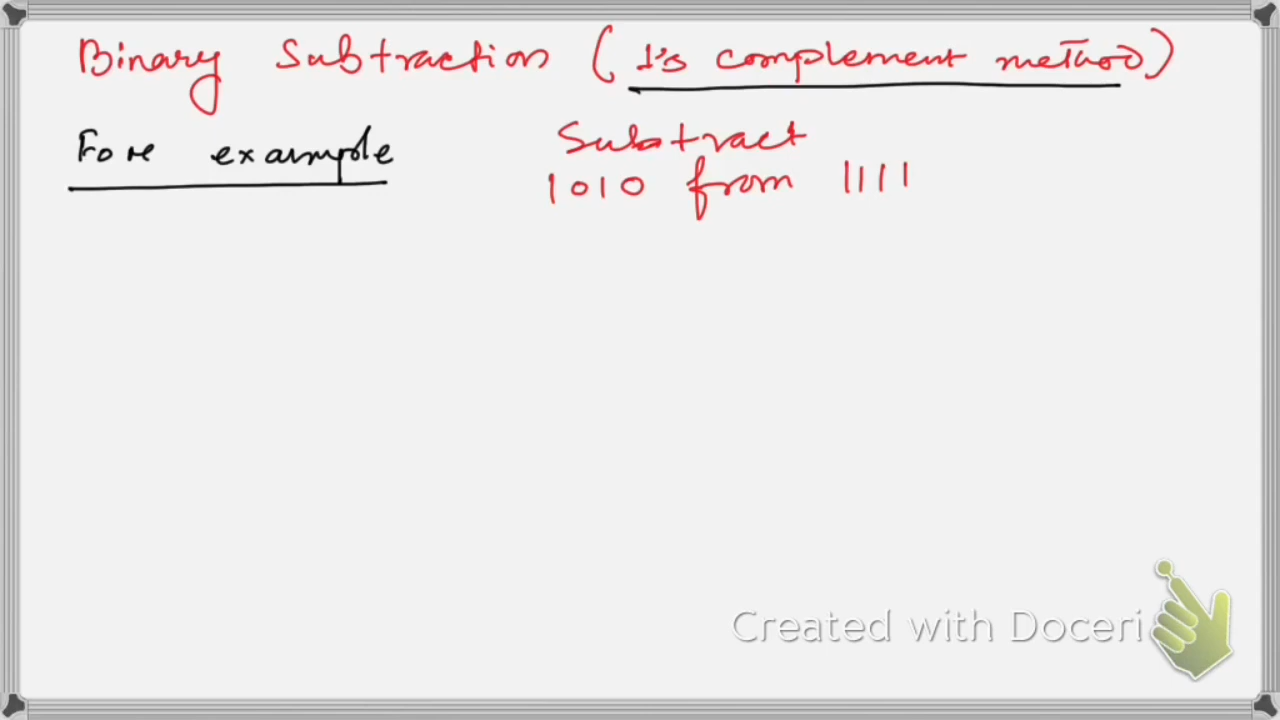 Binary Subtraction (1's complement method)
For example
Subtract
1010 from 1111
Created with Doceri